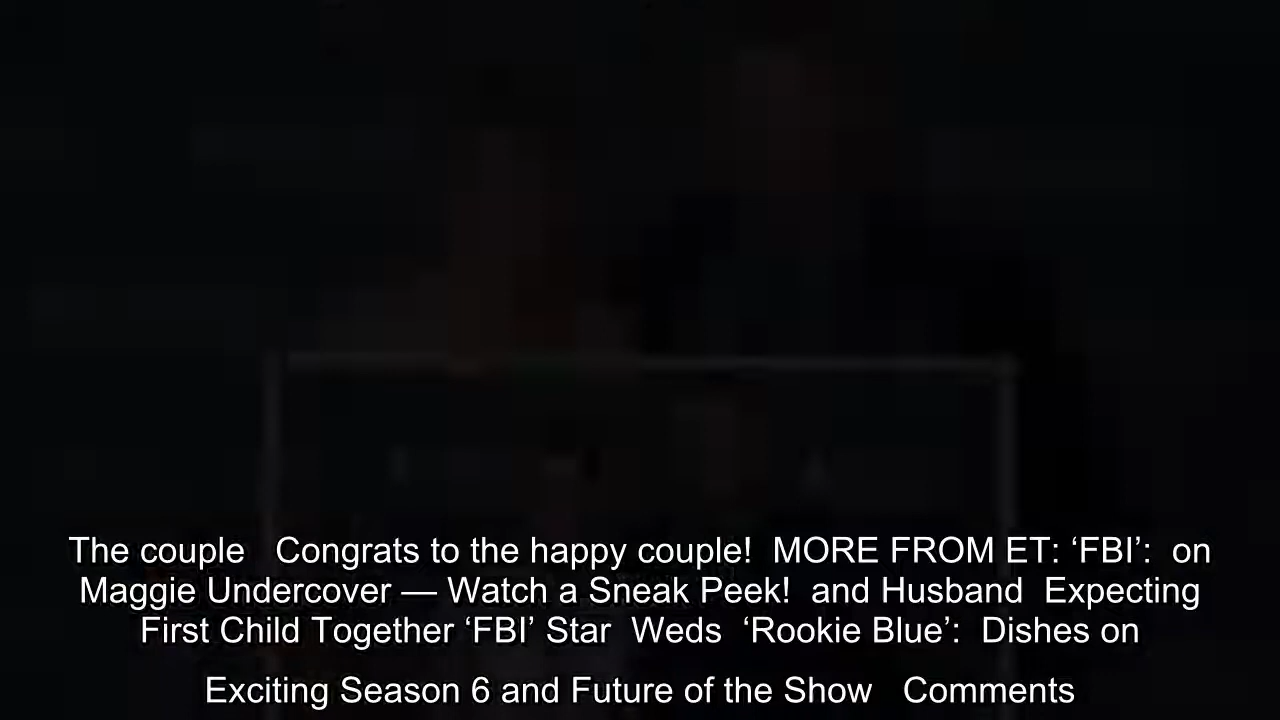 The couple   Congrats to the happy couple!  MORE FROM ET: ‘FBI’:  on
Maggie Undercover — Watch a Sneak Peek!  and Husband  Expecting
First Child Together ‘FBI’ Star  Weds  ‘Rookie Blue’:  Dishes on
Exciting Season 6 and Future of the Show   Comments